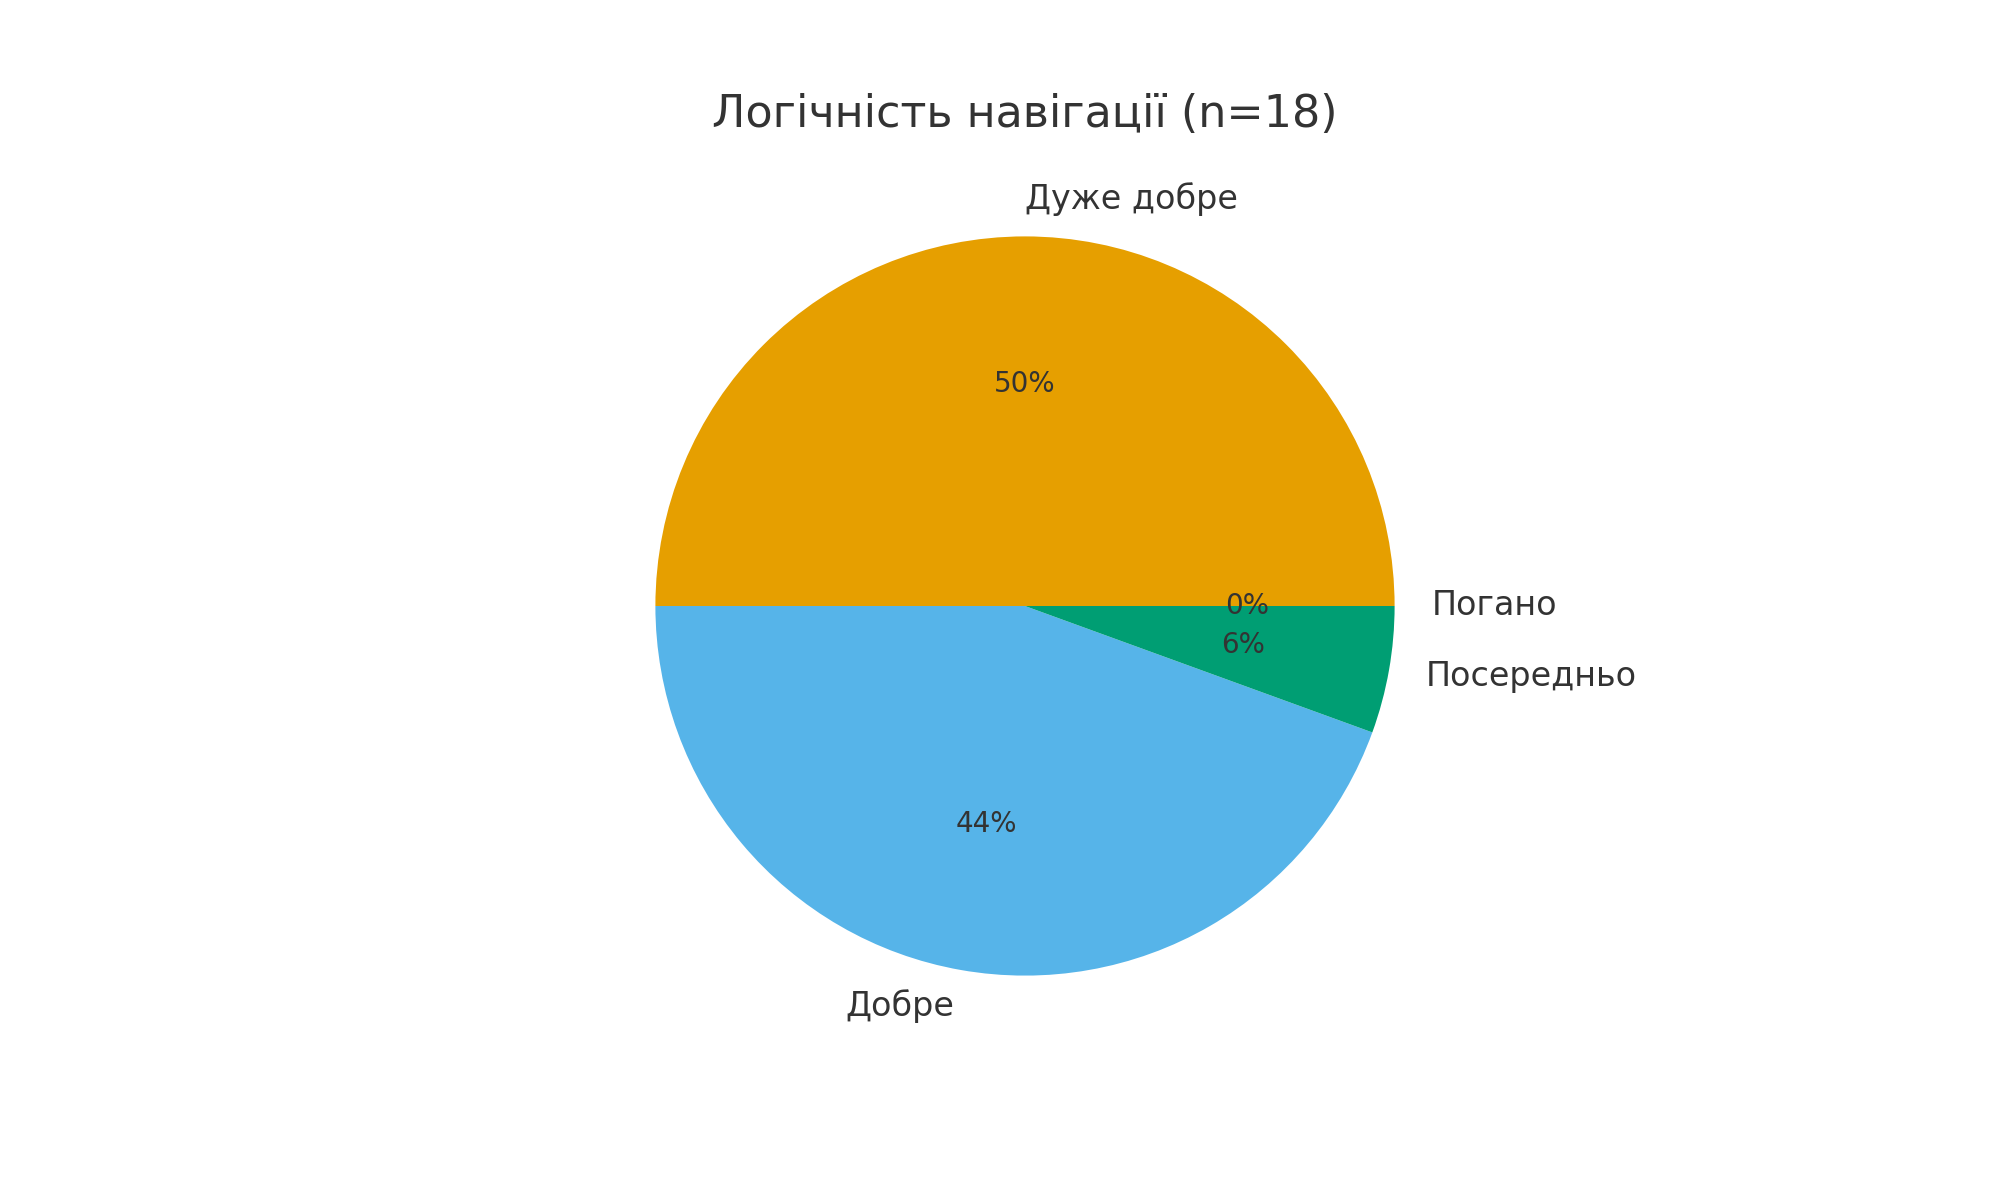 Логічність навігації (n=18)
Дуже добре
50%
0%
Погано
6%
Посередньо
44%
Добре